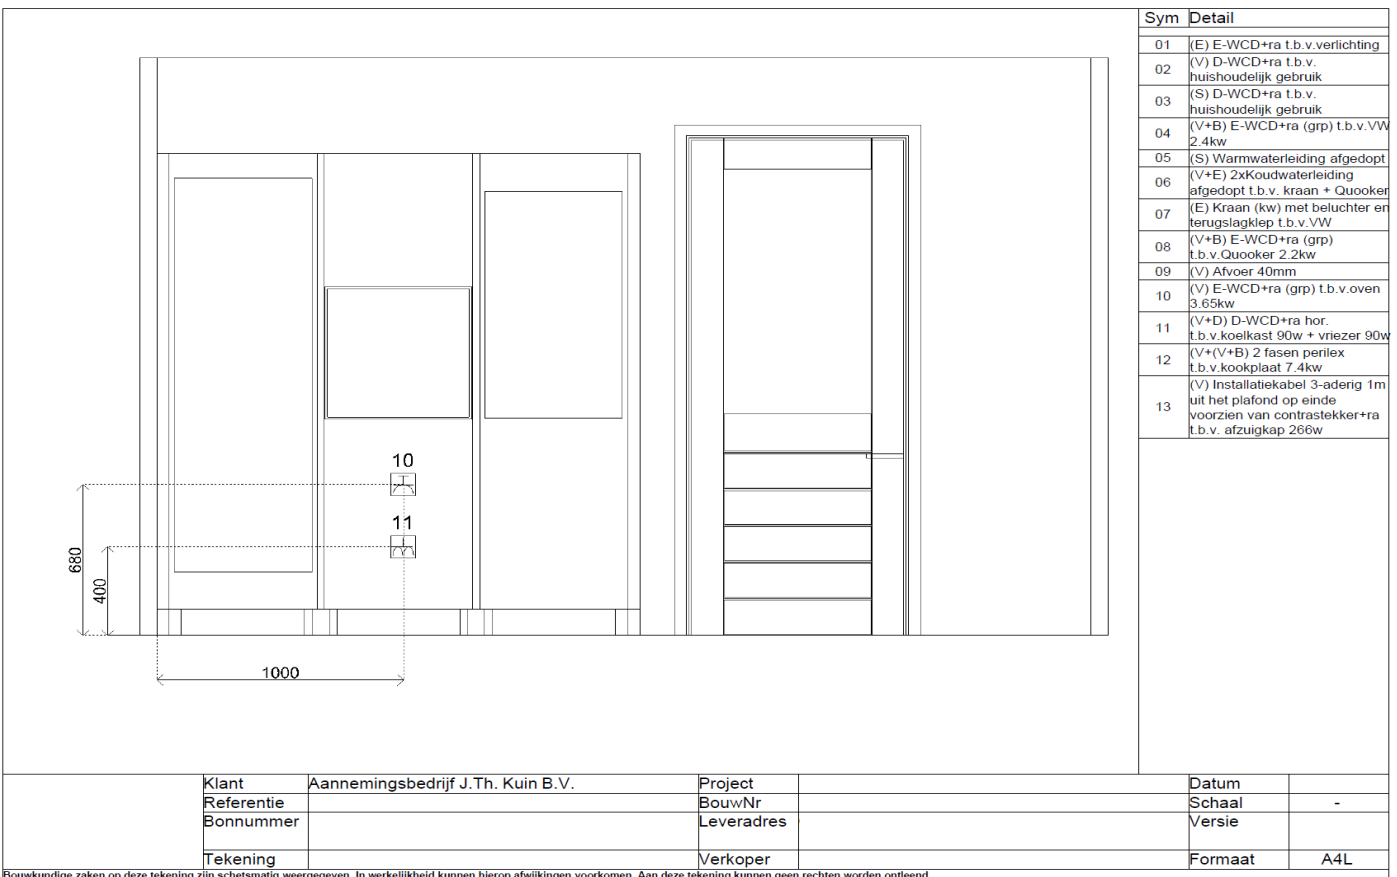 Sym Detail
01 (E) E-WCD+ra t.b.v.verlichting
02 (V) D-WCD+ra t.b.v.
huishoudelijk gebruik
03 (S) D-WCD+ra t.b.v.
huishoudelijk gebruik
04 (V+B) E-WCD+ra (grp) t.b.v.VW
2.4kw
05 (S) Warmwaterleiding afgedopt
06 (V+E) 2xKoudwaterleiding
afgedopt t.b.v. kraan + Quooker
07 (E) Kraan (kw) met beluchter en
terugslagklep t.b.v.VW
08 (V+B) E-WCD+ra (grp)
t.b.v.Quooker 2.2kw
09 (V) Afvoer 40mm
10 (V) E-WCD+ra (grp) t.b.v.oven
3.65kw
11 (V+D) D-WCD+ra hor.
t.b.v.koelkast 90w + vriezer 90w
12 (V+(V+B) 2 fasen perilex
t.b.v.kookplaat 7.4kw
13 (V) Installatiekabel 3-aderig 1m
uit het plafond op einde
voorzien van contrastekker+ra
t.b.v. afzuigkap 266w
10
11
680
400
1000
Klant Aannemingsbedrijf J.Th. Kuin B.V. Project Datum
Referentie BouwNr Schaal -
Bonnummer Leveradres Versie
Tekening Verkoper Formaat A4L
Bouwkundige zaken op deze tekening zijn schetsmatig weergegeven. In werkelijkheid kunnen hierop afwijkingen voorkomen. Aan deze tekening kunnen geen rechten worden ontleend.